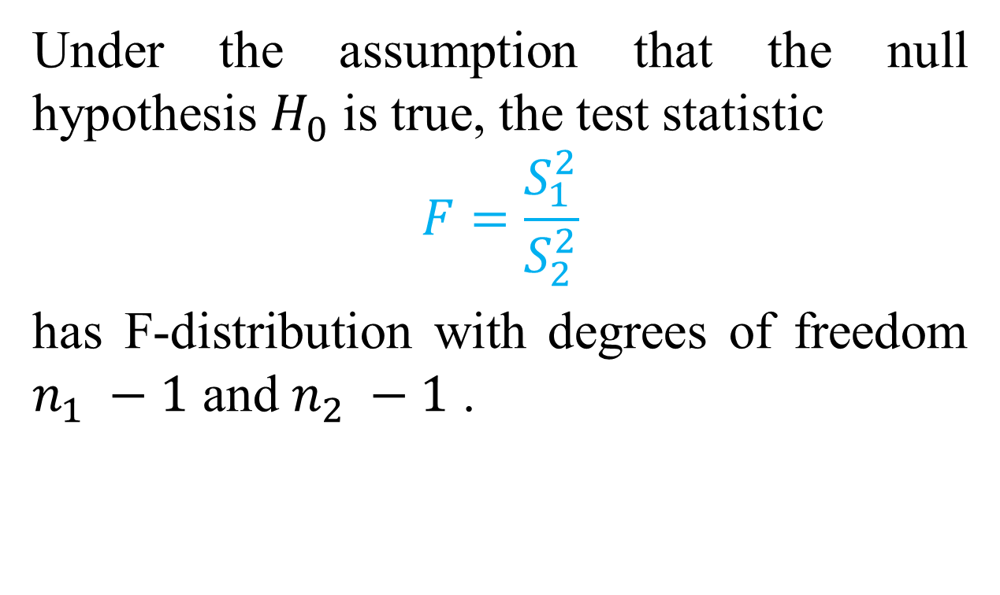 Under the assumption that the null
hypothesis H₀ is true, the test statistic
F = S₁²/S₂²
has F-distribution with degrees of freedom
n₁ − 1 and n₂ − 1 .